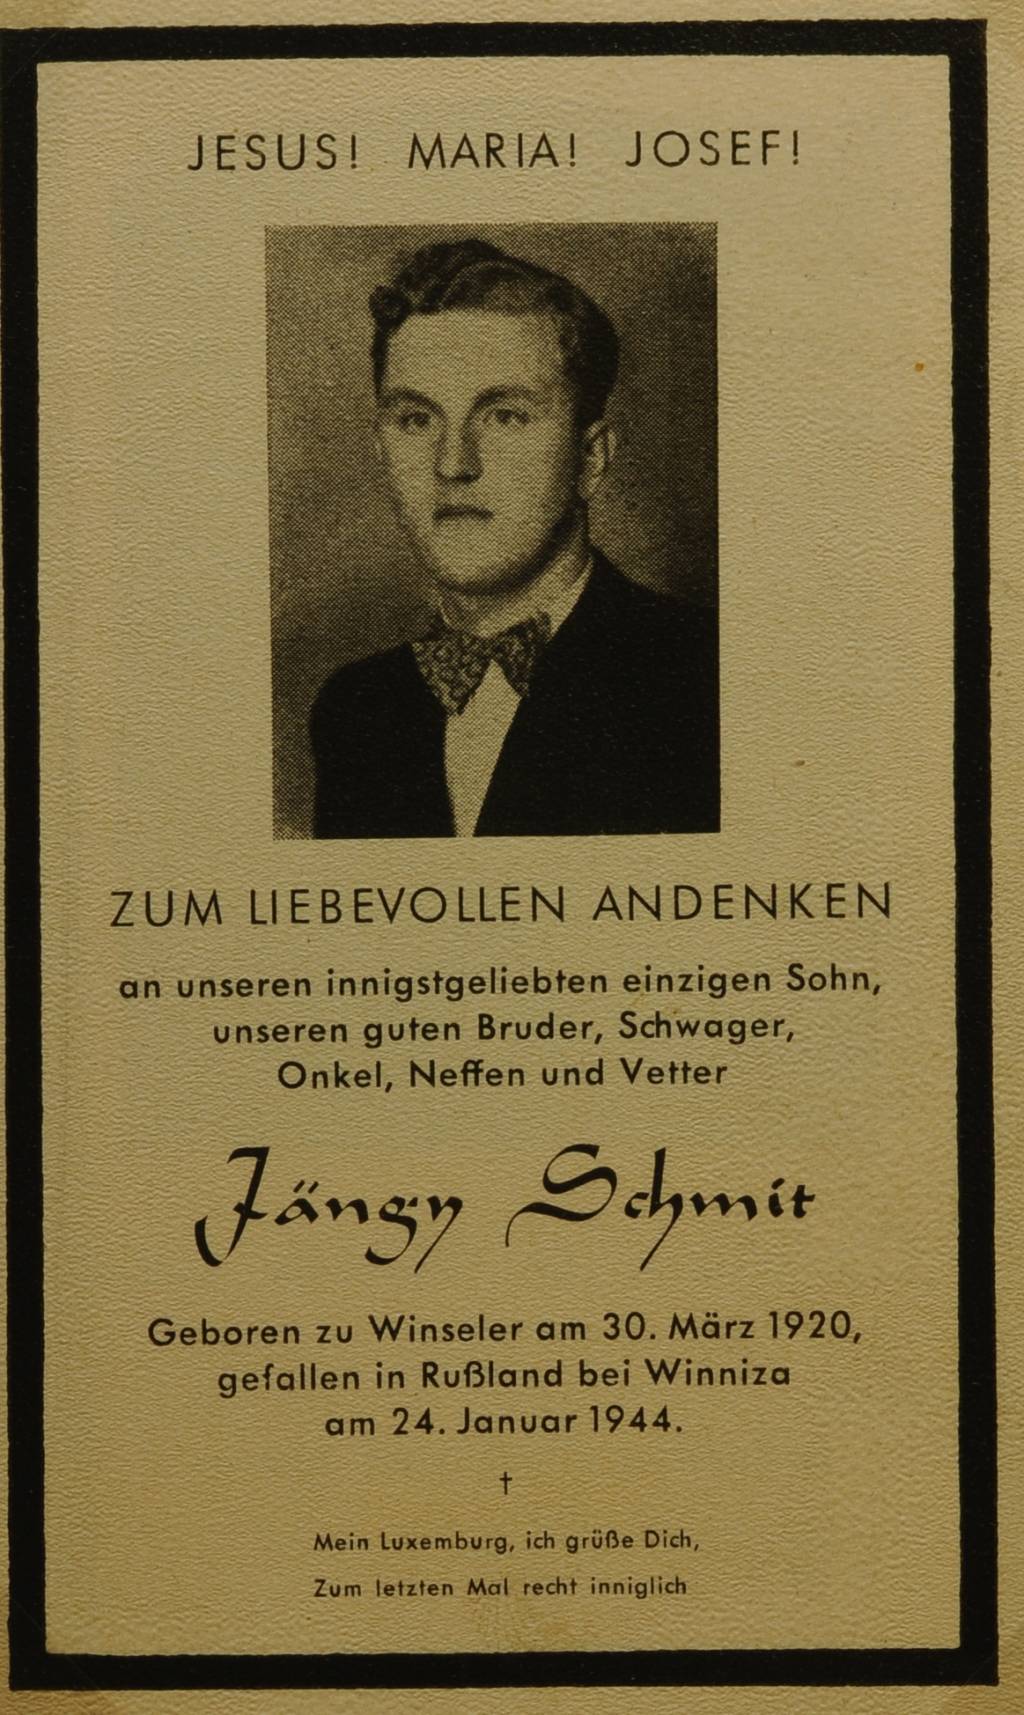 JESUS! MARIA! JOSEF!
ZUM LIEBEVOLLEN ANDENKEN
an unseren innigstgeliebten einzigen Sohn,
unseren guten Bruder, Schwager,
Onkel, Neffen und Vetter
Jängy Schmit
Geboren zu Winseler am 30. März 1920,
gefallen in Rußland bei Winniza
am 24. Januar 1944.
†
Mein Luxemburg, ich grüße Dich,
Zum letzten Mal recht inniglich